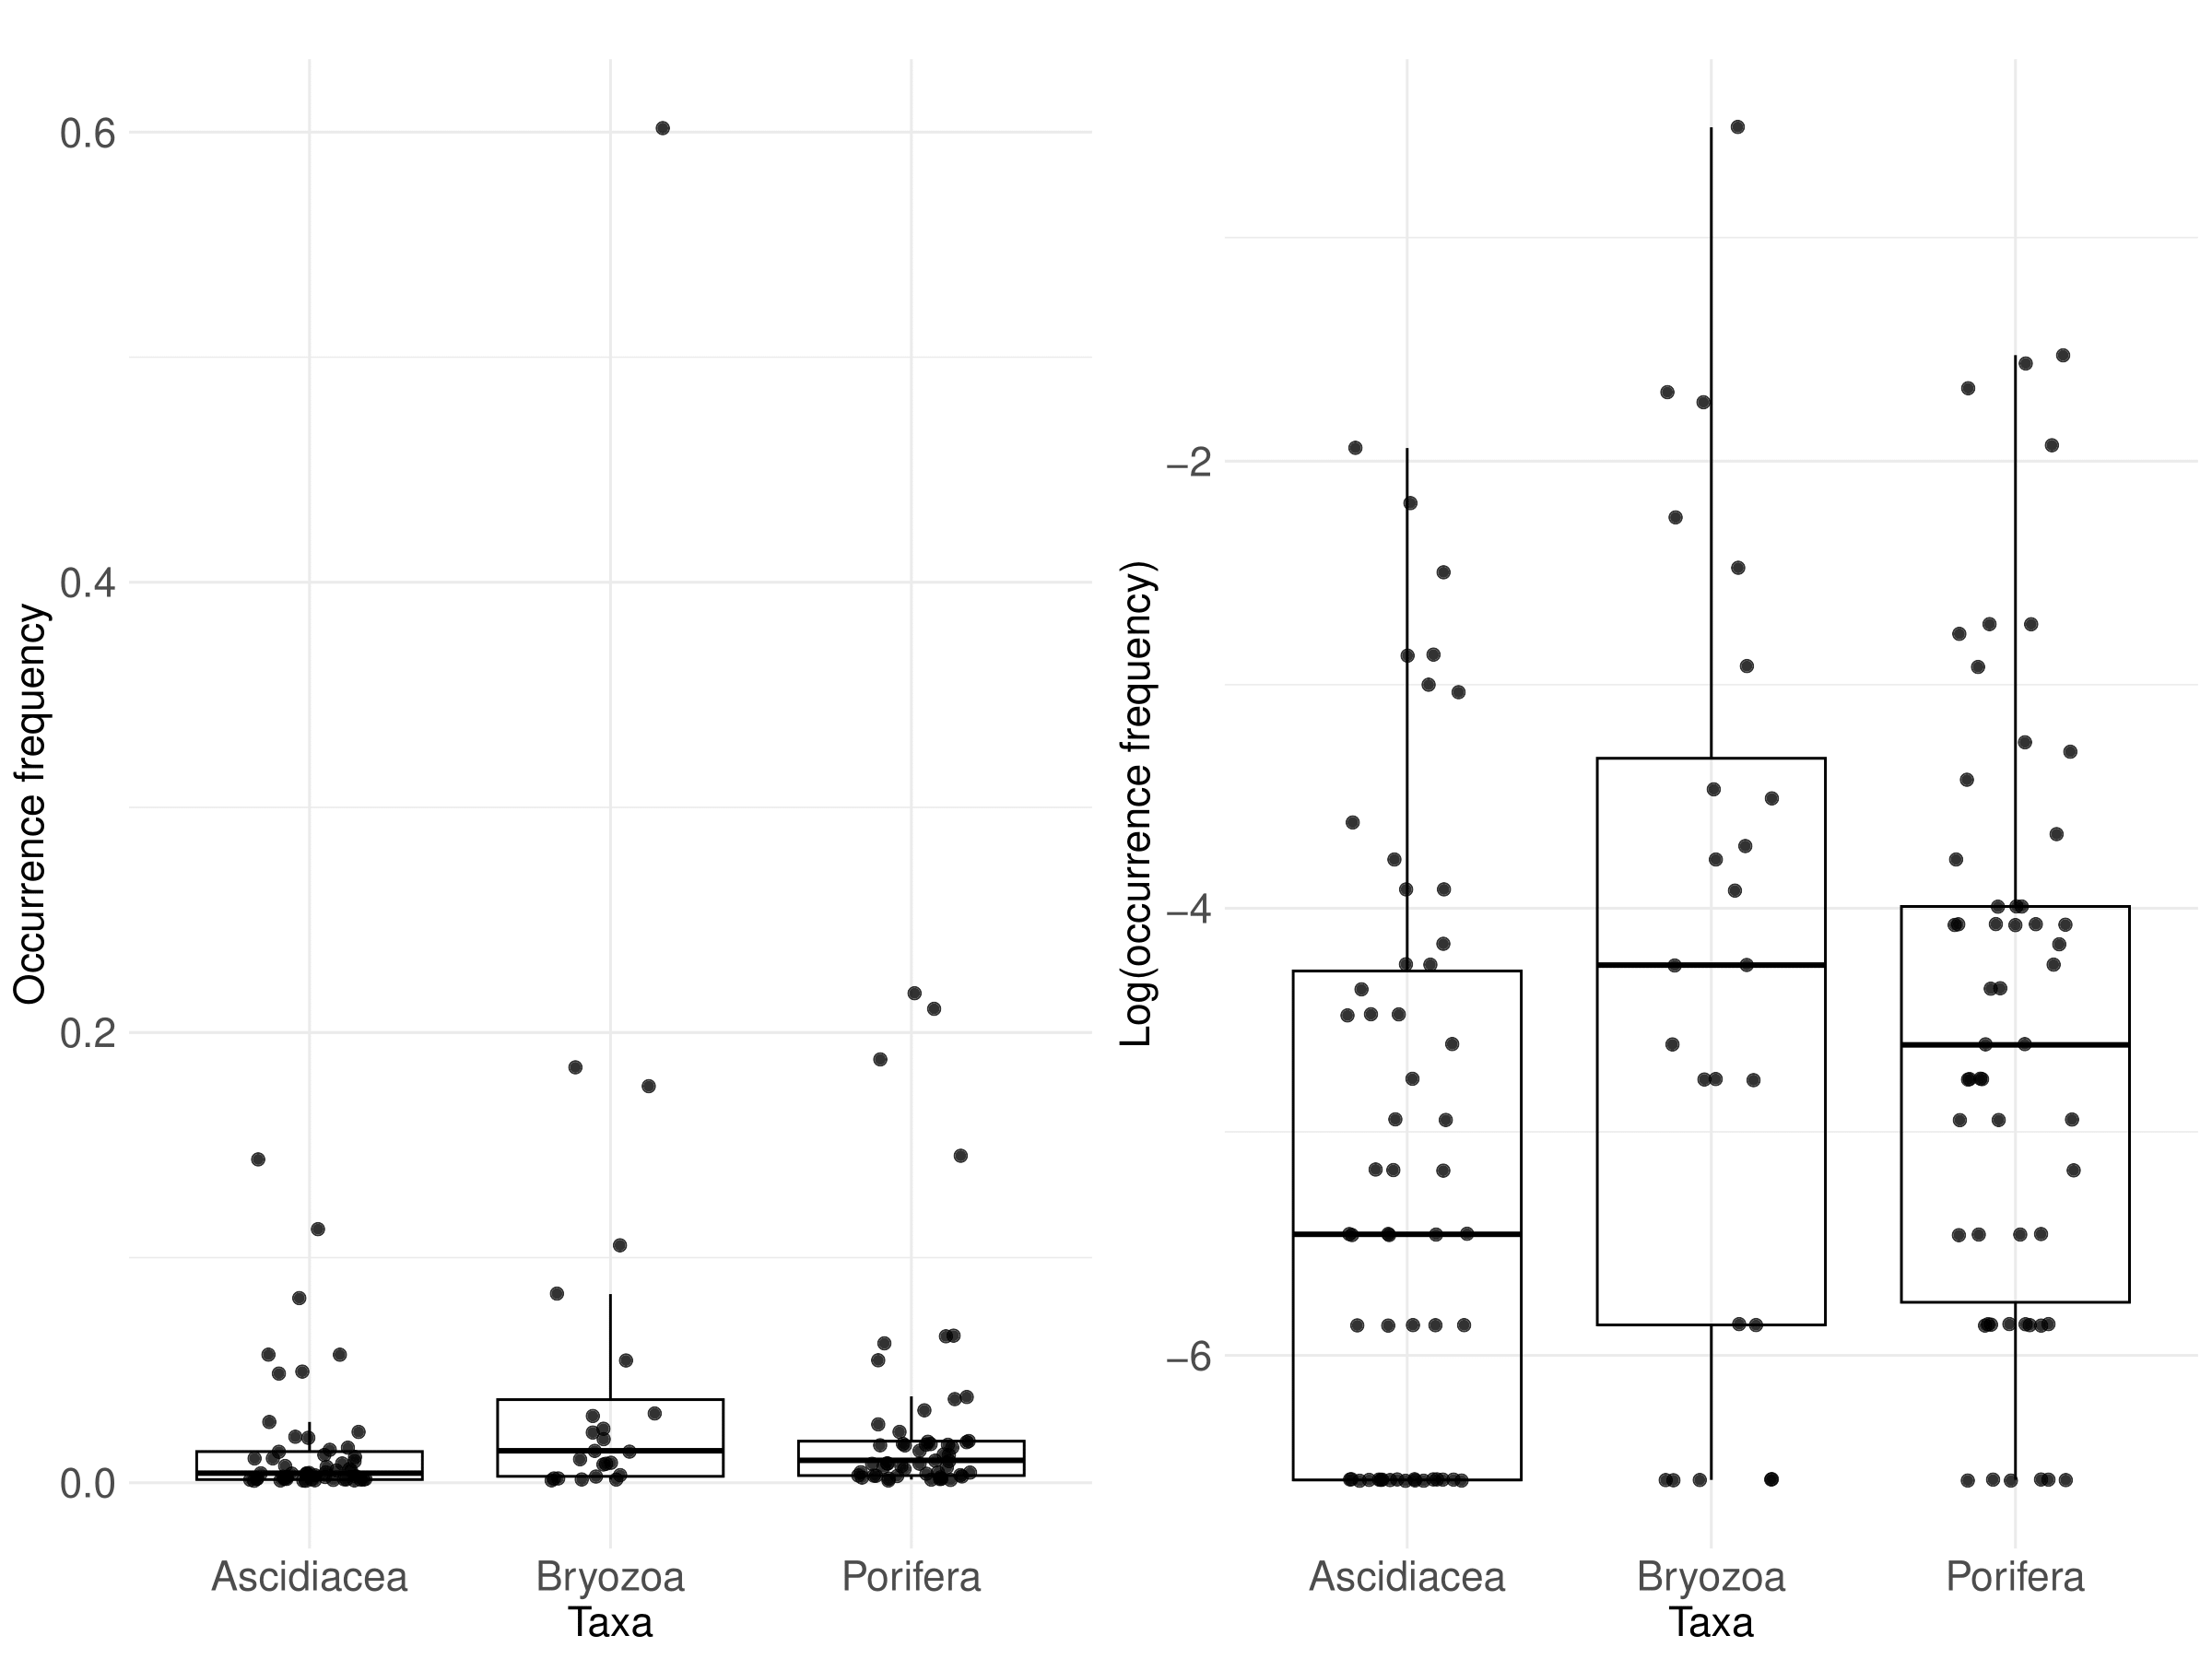 Occurrence frequency
0.6
0.4
0.2
0.0
Ascidiacea Bryozoa Porifera
Taxa
Log(occurrence frequency)
−2
−4
−6
Ascidiacea Bryozoa Porifera
Taxa